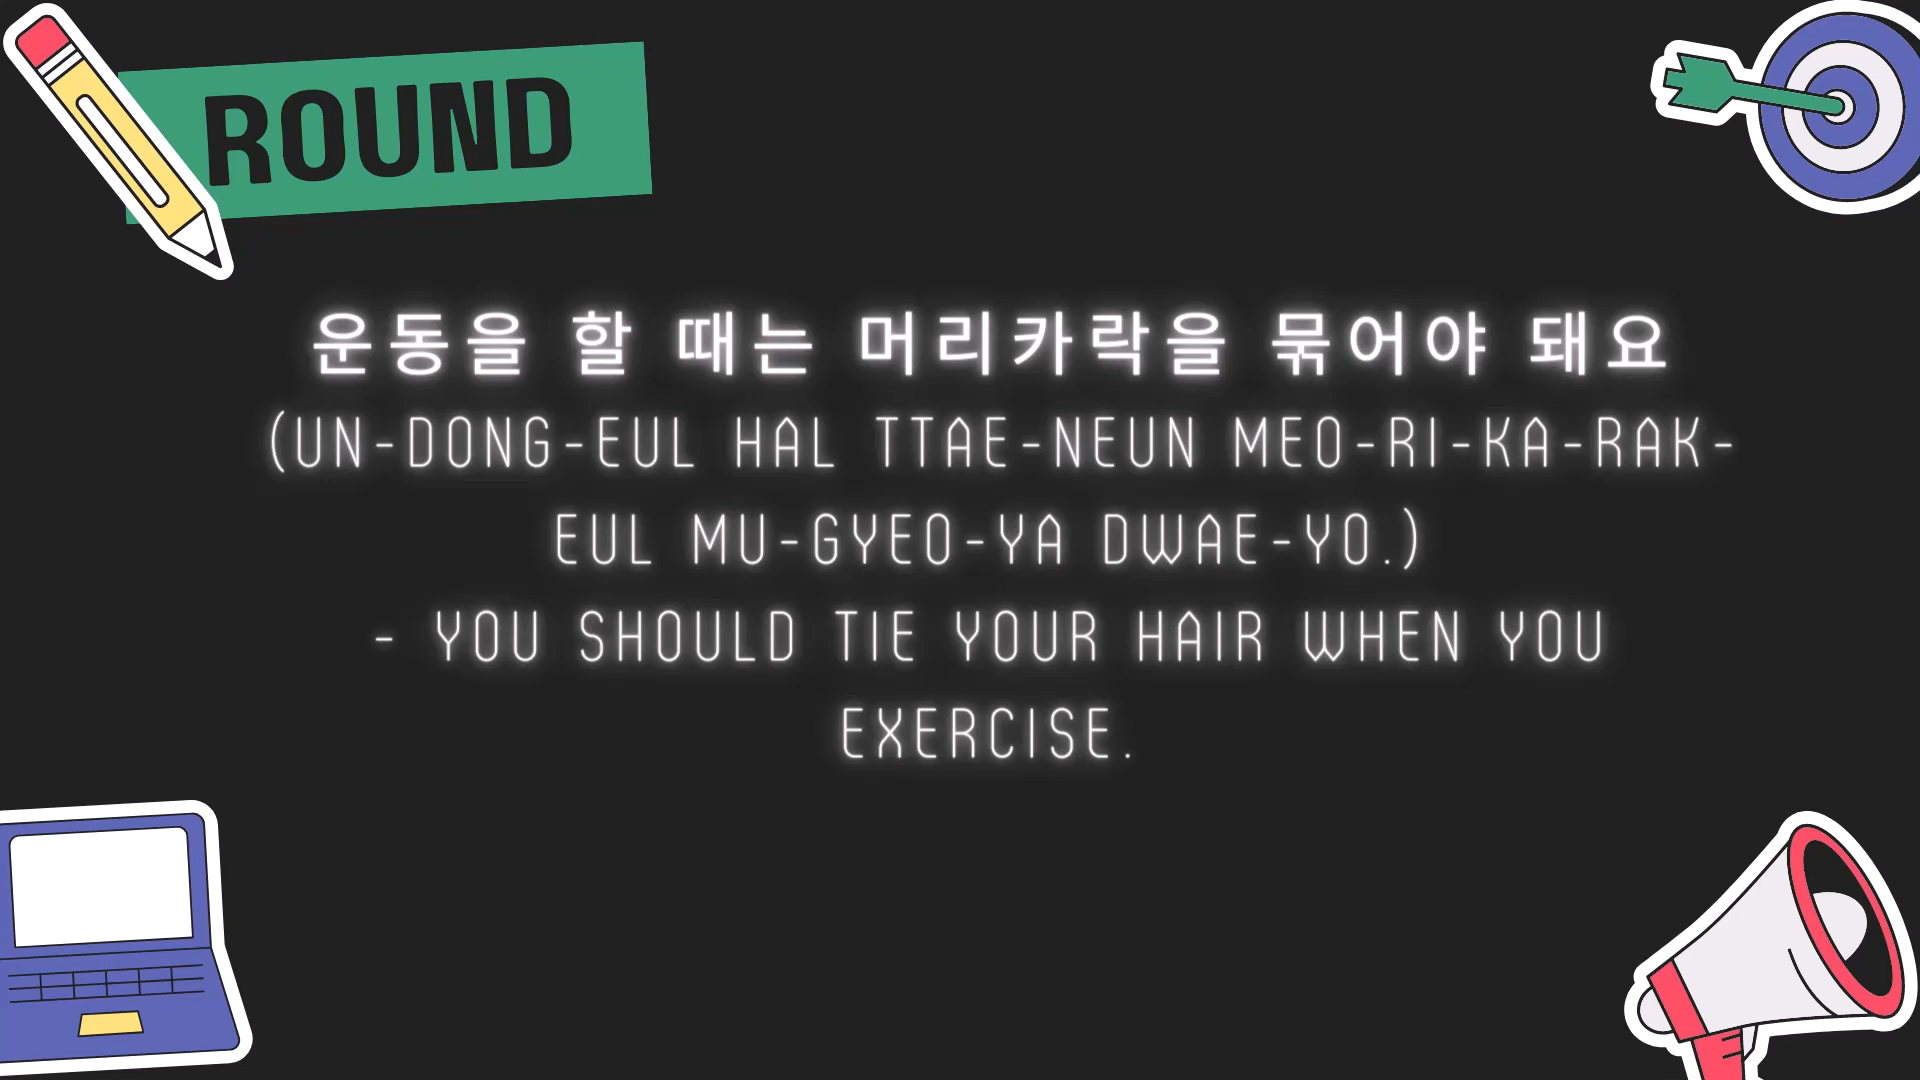 ROUND
운동을 할 때는 머리카락을 묶어야 돼요
(UN-DONG-EUL HAL TTAE-NEUN MEO-RI-KA-RAK-
EUL MU-GYEO-YA DWAE-YO.)
- YOU SHOULD TIE YOUR HAIR WHEN YOU
EXERCISE.